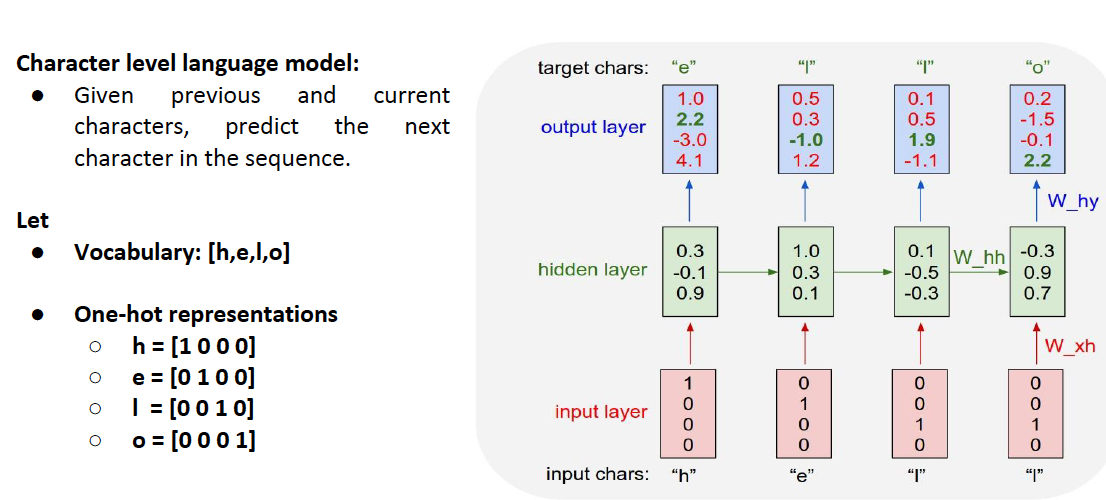 Character level language model:
● Given previous and current
characters, predict the next
character in the sequence.
Let
● Vocabulary: [h,e,l,o]
● One-hot representations
○ h = [1 0 0 0]
○ e = [0 1 0 0]
○ l = [0 0 1 0]
○ o = [0 0 0 1]
target chars: “e” “l” “l” “o”
output layer
1.0 0.5 0.1 0.2
2.2 0.3 0.5 -1.5
-3.0 -1.0 1.9 -0.1
4.1 1.2 -1.1 2.2
W_hy
hidden layer
0.3 1.0 0.1 -0.3
-0.1 0.3 -0.5 0.9
0.9 0.1 -0.3 0.7
W_hh
W_xh
input layer
1 0 0 0
0 1 0 0
0 0 1 1
0 0 0 0
input chars: “h” “e” “l” “l”